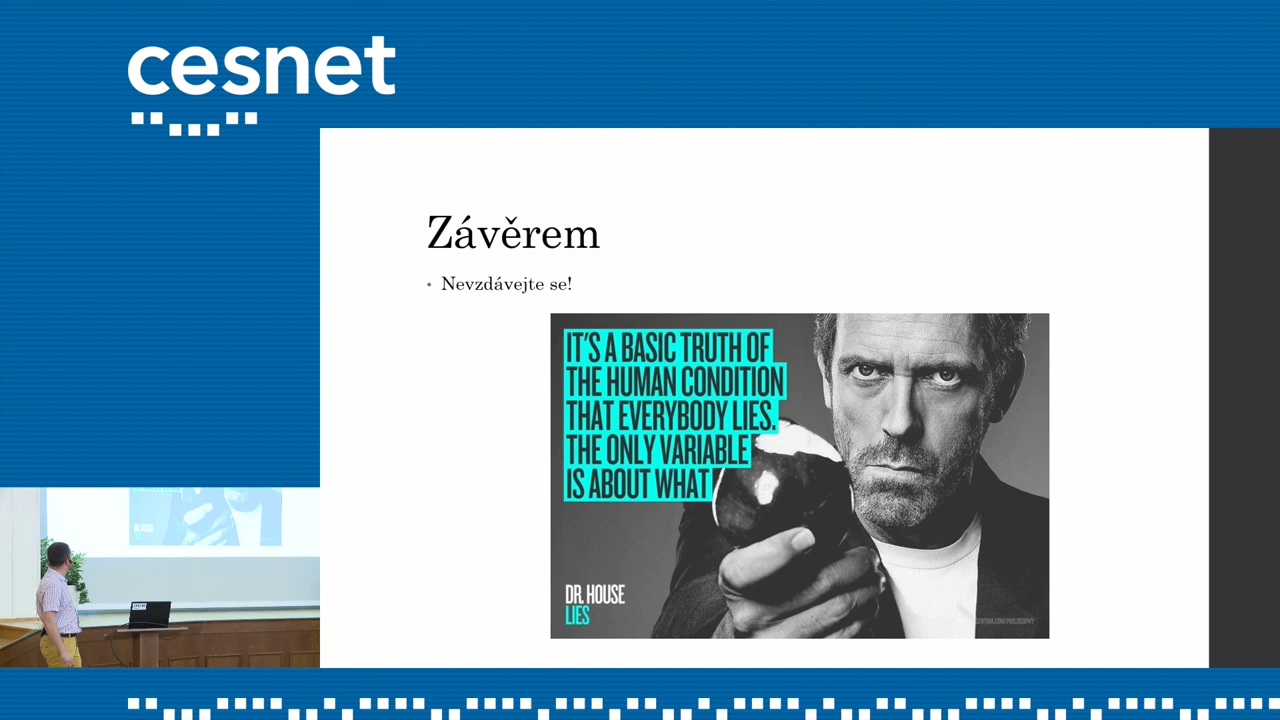 cesnet
Závěrem
• Nevzdávejte se!
IT'S A BASIC TRUTH OF
THE HUMAN CONDITION
THAT EVERYBODY LIES.
THE ONLY VARIABLE
IS ABOUT WHAT
DR. HOUSE
LIES